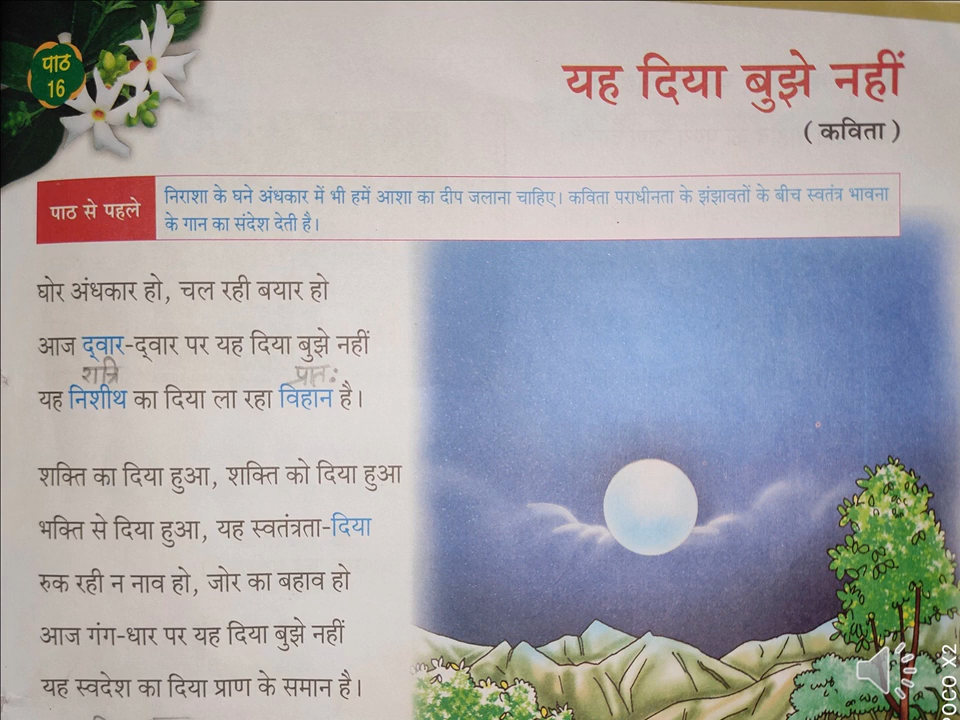 पाठ
16
यह दिया बुझे नहीं
( कविता )
पाठ से पहले
निराशा के घने अंधकार में भी हमें आशा का दीप जलाना चाहिए। कविता पराधीनता के झंझावतों के बीच स्वतंत्र भावना
के गान का संदेश देती है।
घोर अंधकार हो, चल रही बयार हो
आज द्‌वार-द्‌वार पर यह दिया बुझे नहीं
रात्रि प्रातः
यह निशीथ का दिया ला रहा विहान है।
शक्ति का दिया हुआ, शक्ति को दिया हुआ
भक्ति से दिया हुआ, यह स्वतंत्रता-दिया
रुक रही न नाव हो, जोर का बहाव हो
आज गंग-धार पर यह दिया बुझे नहीं
यह स्वदेश का दिया प्राण के समान है।
POCO X2